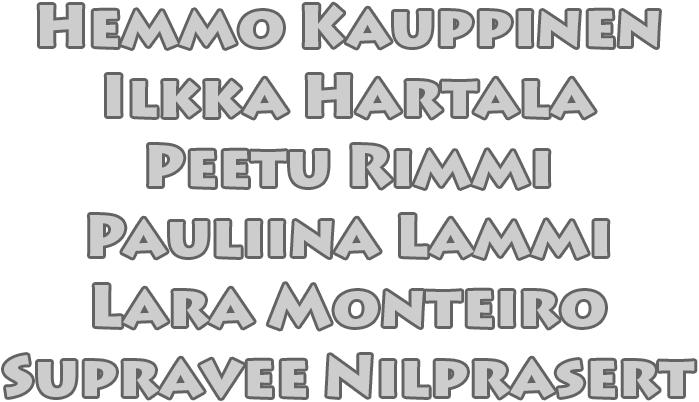 Hemmo Kauppinen
Ilkka Hartala
Peetu Rimmi
Pauliina Lammi
Lara Monteiro
Supravee Nilprasert